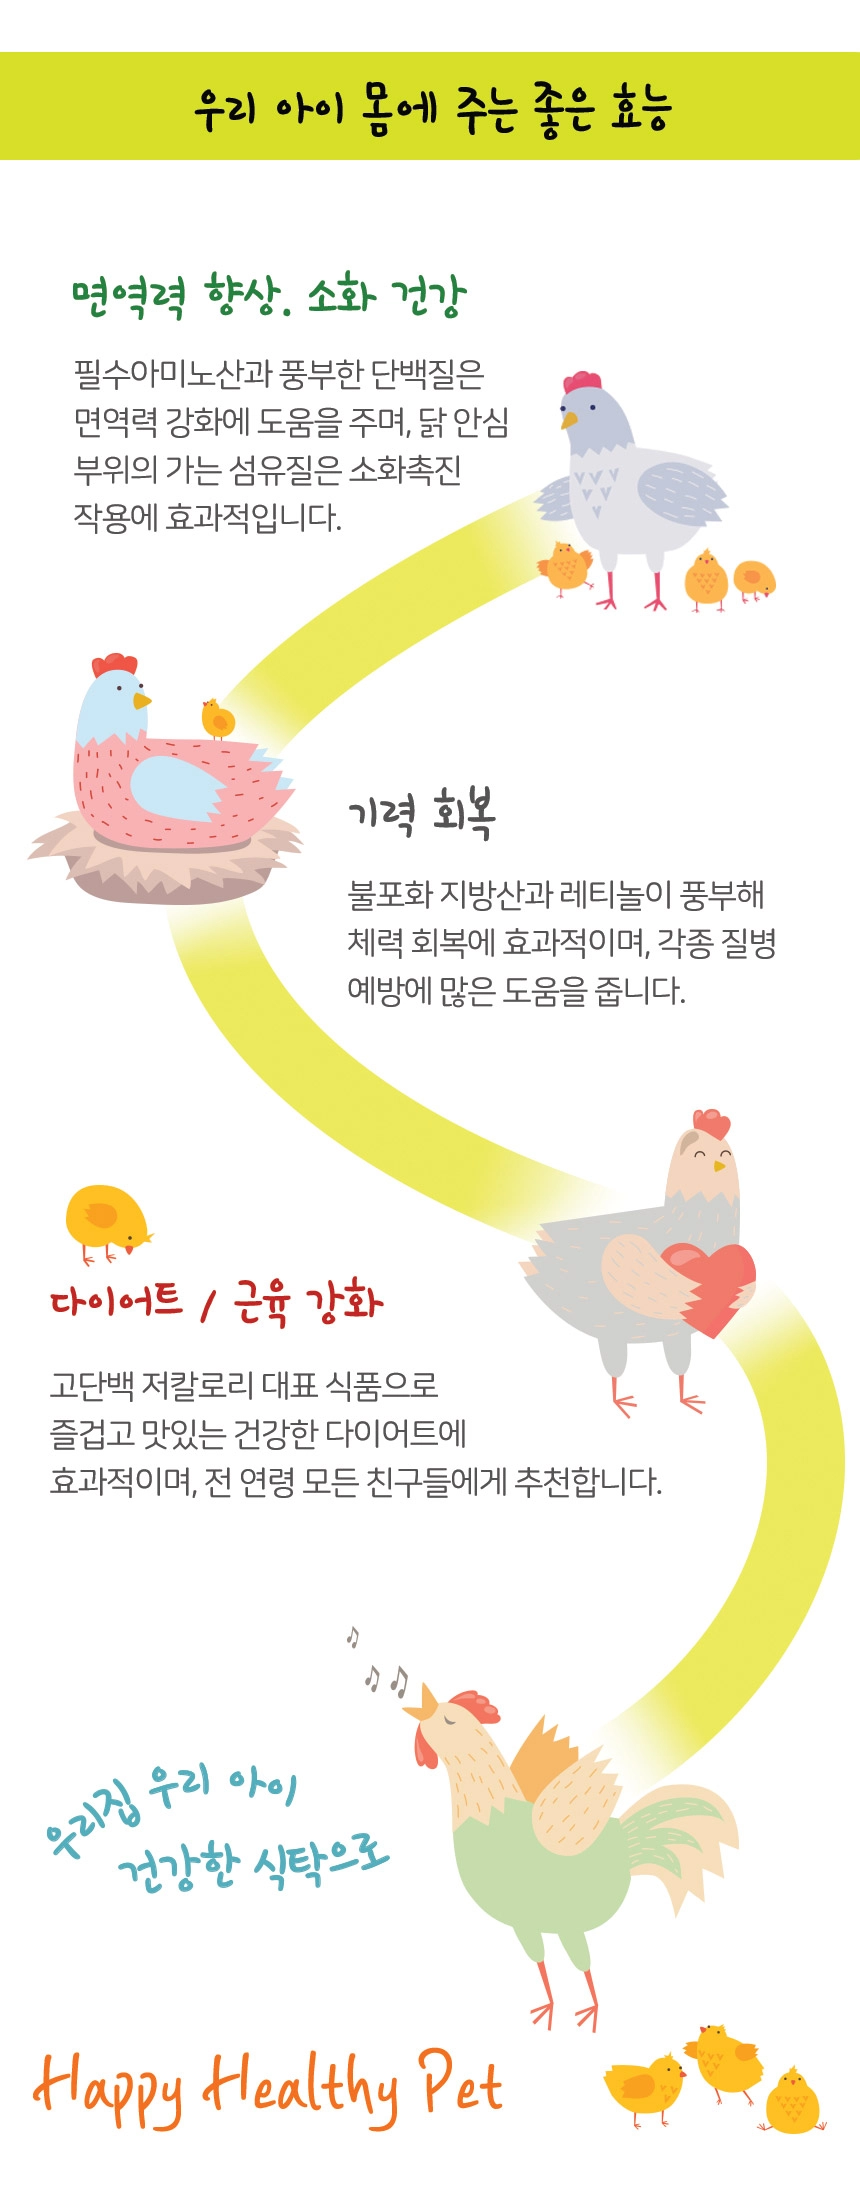 우리 아이 몸에 주는 좋은 효능
면역력 향상. 소화 건강
필수아미노산과 풍부한 단백질은
면역력 강화에 도움을 주며, 닭 안심
부위의 가는 섬유질은 소화촉진
작용에 효과적입니다.
기력 회복
불포화 지방산과 레티놀이 풍부해
체력 회복에 효과적이며, 각종 질병
예방에 많은 도움을 줍니다.
다이어트 / 근육 강화
고단백 저칼로리 대표 식품으로
즐겁고 맛있는 건강한 다이어트에
효과적이며, 전 연령 모든 친구들에게 추천합니다.
우리집 우리 아이
건강한 식탁으로
Happy Healthy Pet